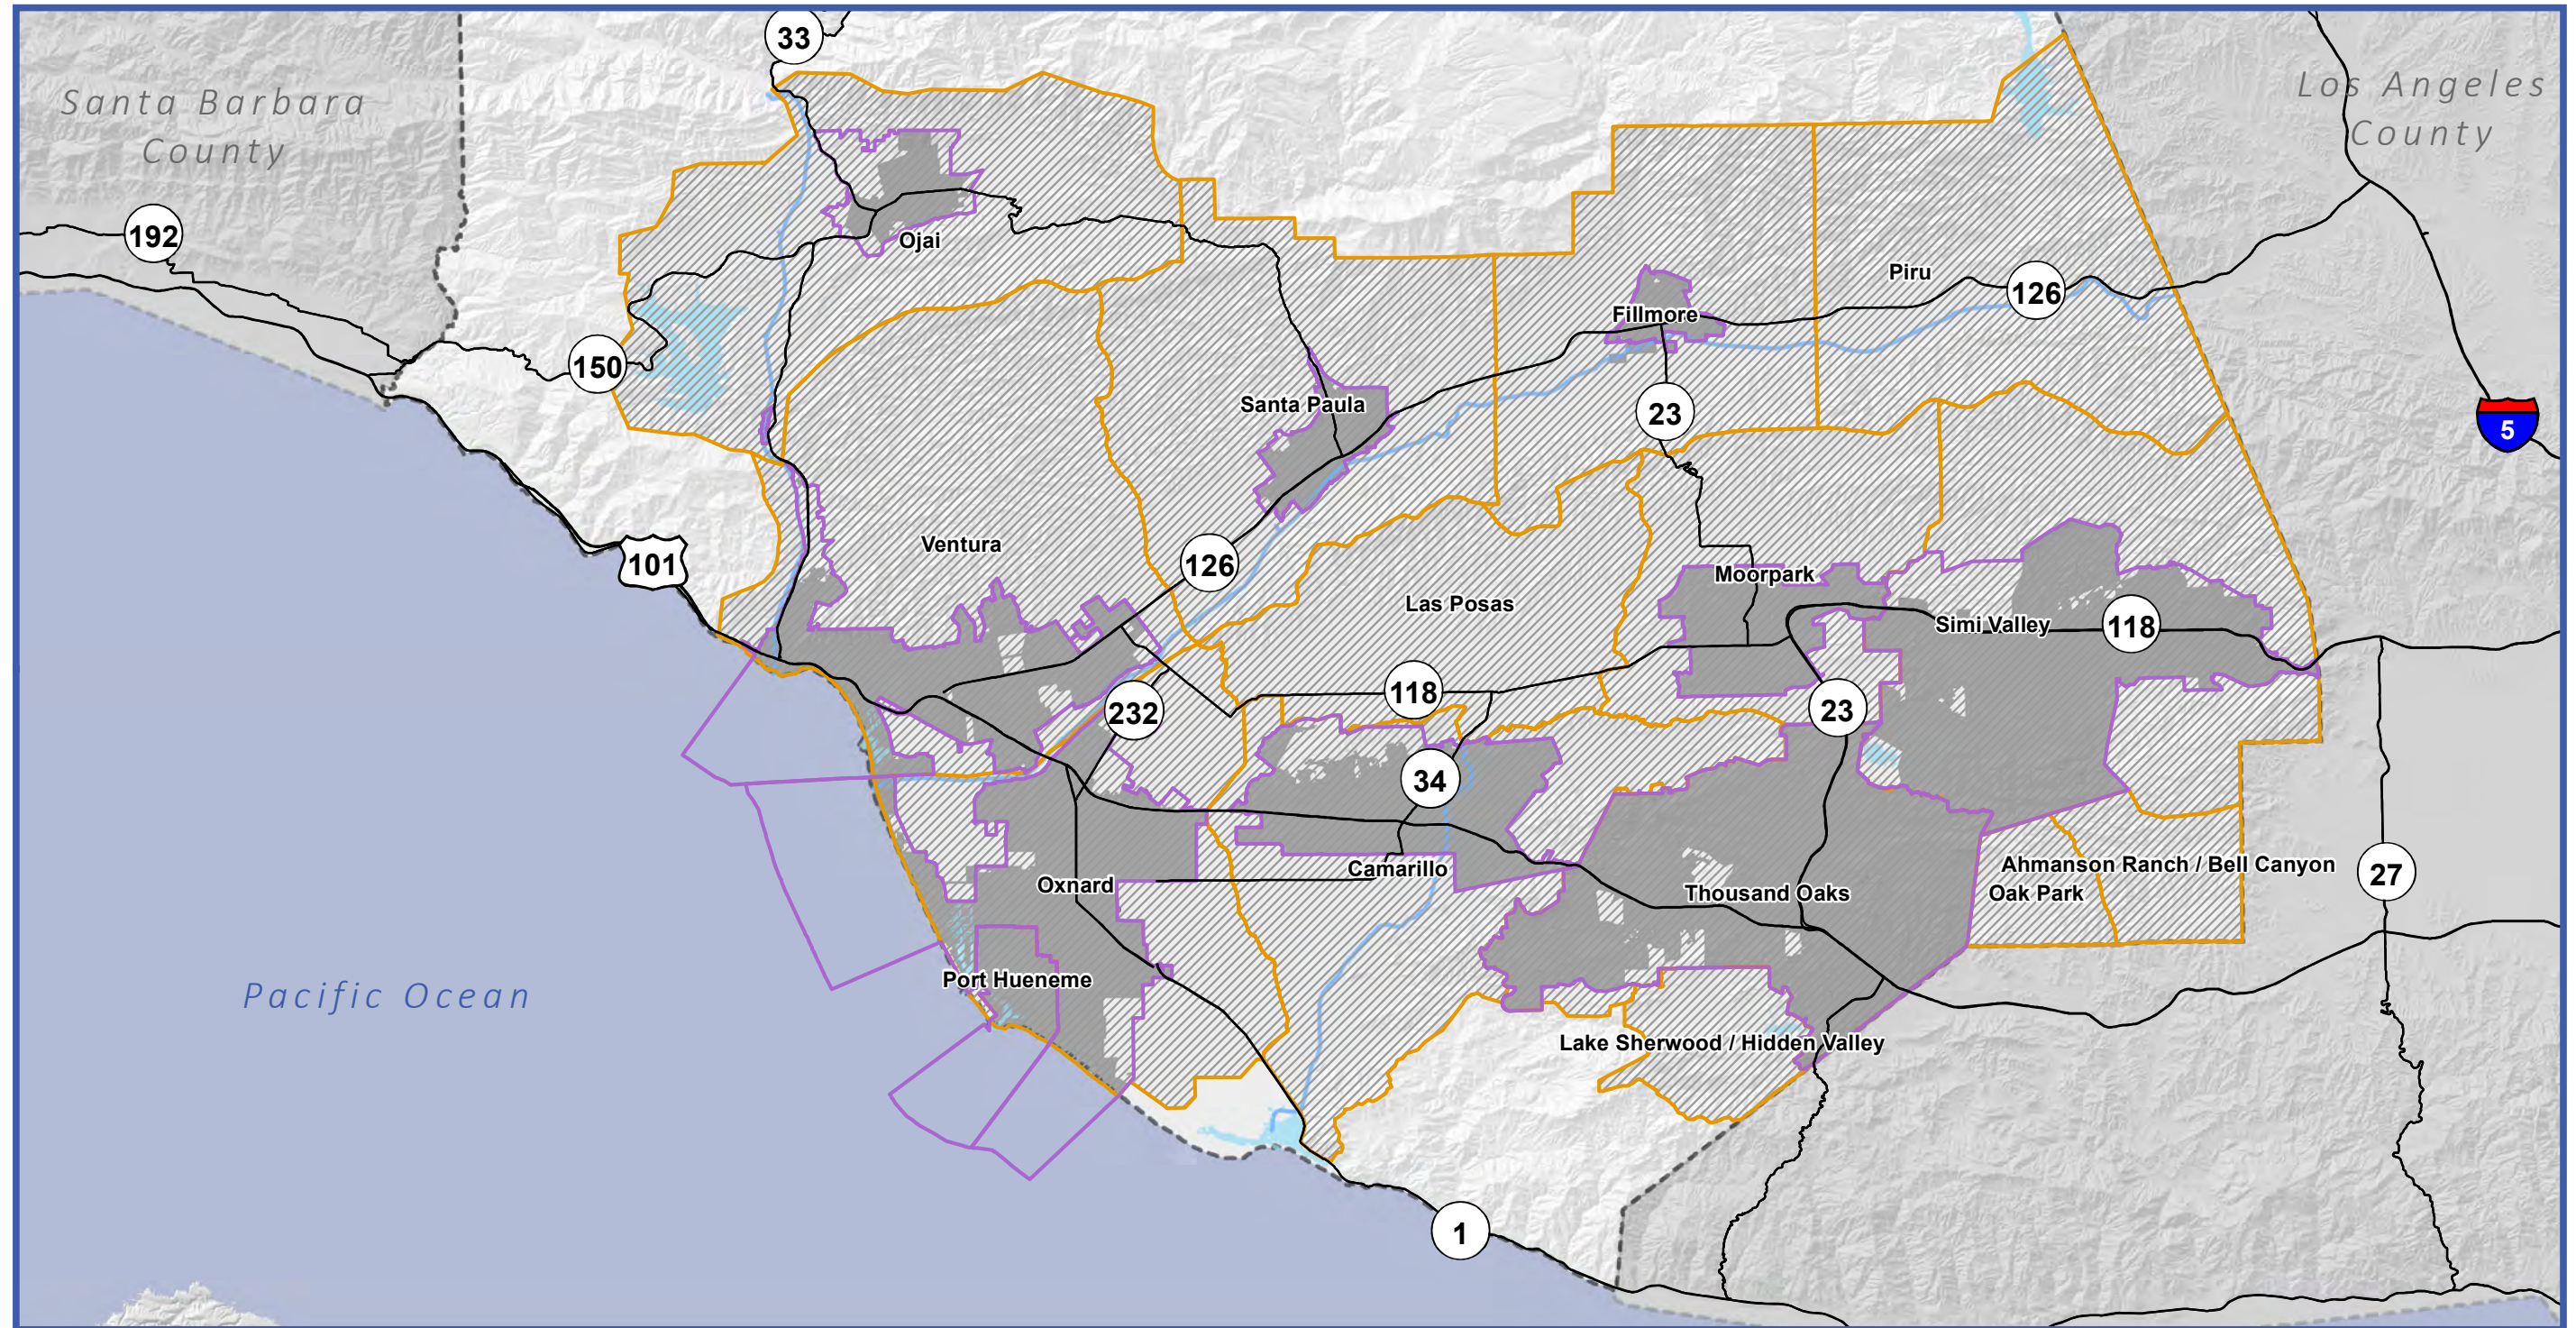 33
Santa Barbara
County
Los Angeles
County
192
Ojai
Piru
126
Fillmore
150
Santa Paula
23
5
Ventura
101
126
Moorpark
Las Posas
Simi Valley
118
118
232
23
34
Camarillo
Ahmanson Ranch / Bell Canyon
27
Oxnard
Thousand Oaks
Oak Park
Port Hueneme
Pacific Ocean
Lake Sherwood / Hidden Valley
1